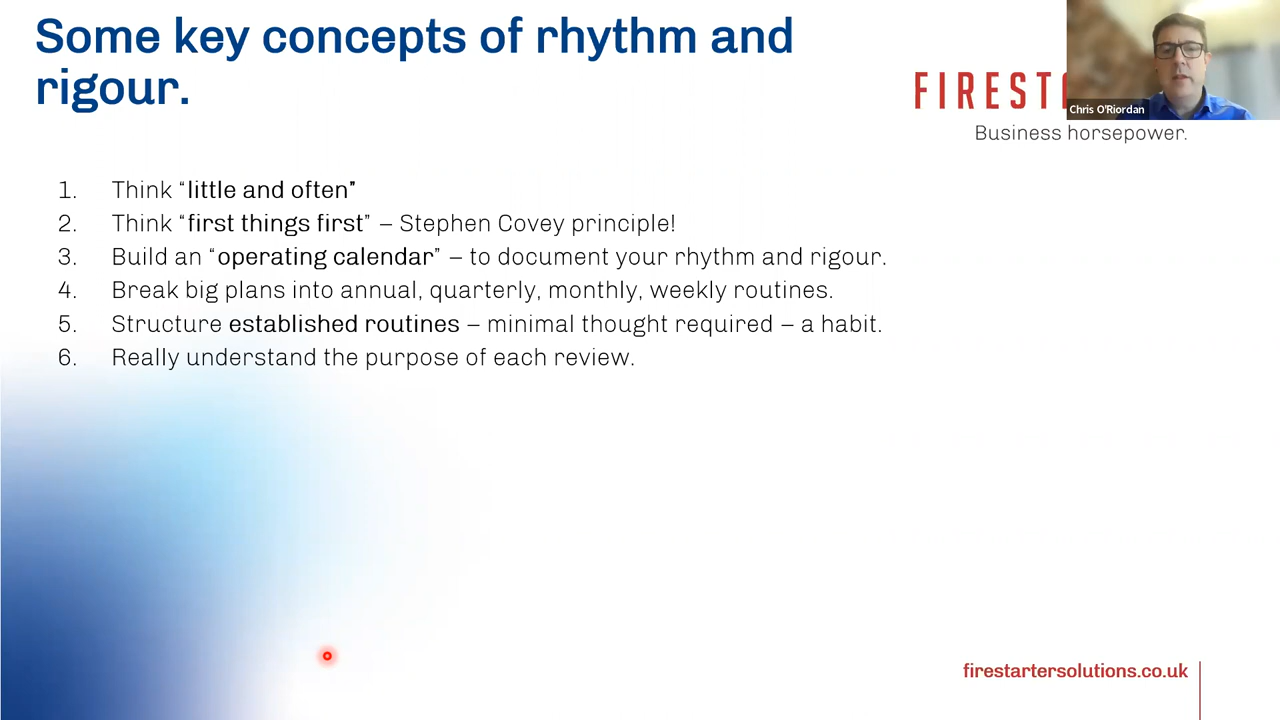 Some key concepts of rhythm and
rigour.
Chris O'Riordan
Business horsepower.
1. Think “little and often”
2. Think “first things first” – Stephen Covey principle!
3. Build an “operating calendar” – to document your rhythm and rigour.
4. Break big plans into annual, quarterly, monthly, weekly routines.
5. Structure established routines – minimal thought required – a habit.
6. Really understand the purpose of each review.
firestartersolutions.co.uk